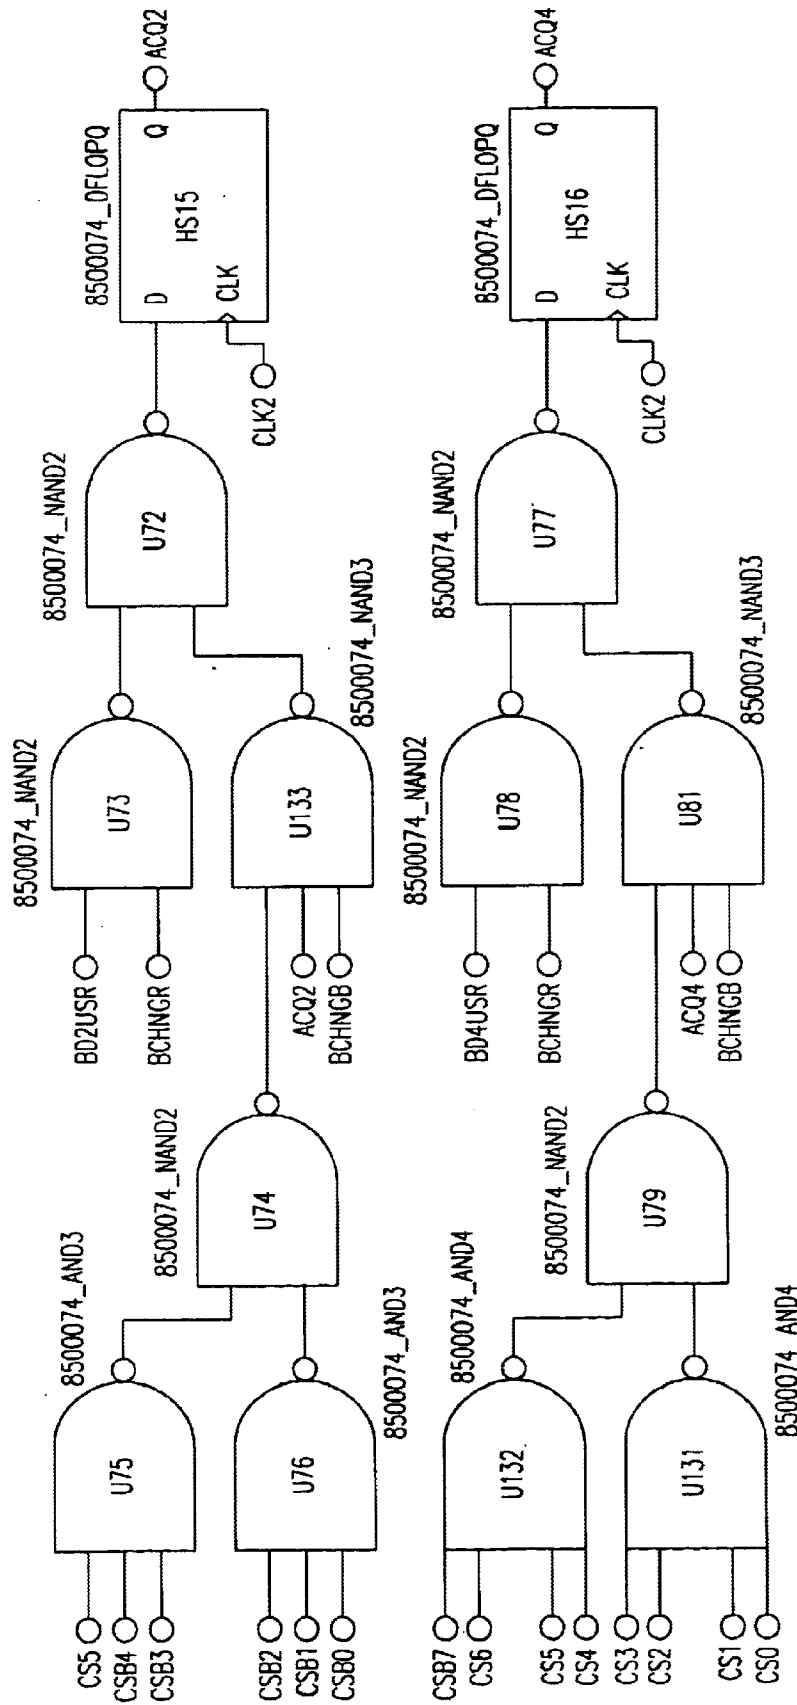 CS5
CSB4
CSB3
U75
8500074_AND3
CSB2
CSB1
CSB0
U76
8500074_AND3
U74
8500074_NAND2
BD2USR
BCHNGR
U73
8500074_NAND2
ACQ2
BCHNGB
U133
8500074_NAND3
U72
8500074_NAND2
CLK2
D
CLK
HS15
Q
8500074_DFLOPQ
ACQ2
CSB7
CS6
CS5
CS4
U132
8500074_AND4
CS3
CS2
CS1
CS0
U131
8500074_AND4
U79
8500074_NAND2
BD4USR
BCHNGR
U78
8500074_NAND2
ACQ4
BCHNGB
U81
8500074_NAND3
U77
8500074_NAND2
CLK2
D
CLK
HS16
Q
8500074_DFLOPQ
ACQ4